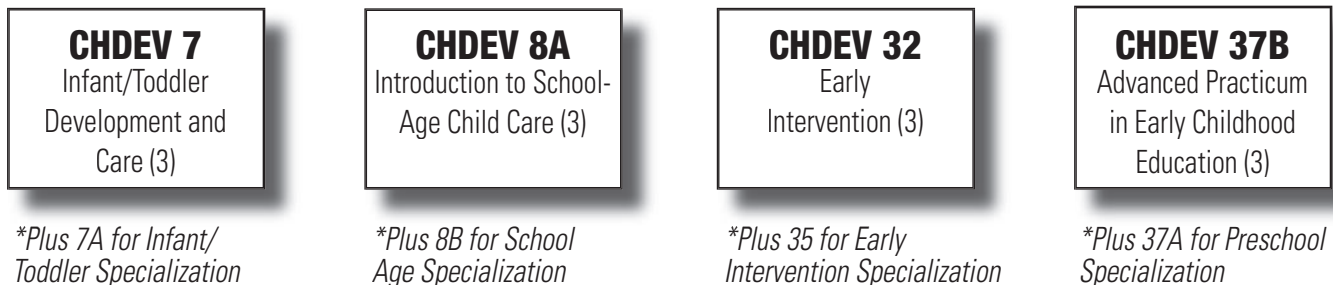 CHDEV 7
Infant/Toddler
Development and
Care (3)
*Plus 7A for Infant/
Toddler Specialization
CHDEV 8A
Introduction to School-
Age Child Care (3)
*Plus 8B for School
Age Specialization
CHDEV 32
Early
Intervention (3)
*Plus 35 for Early
Intervention Specialization
CHDEV 37B
Advanced Practicum
in Early Childhood
Education (3)
*Plus 37A for Preschool
Specialization